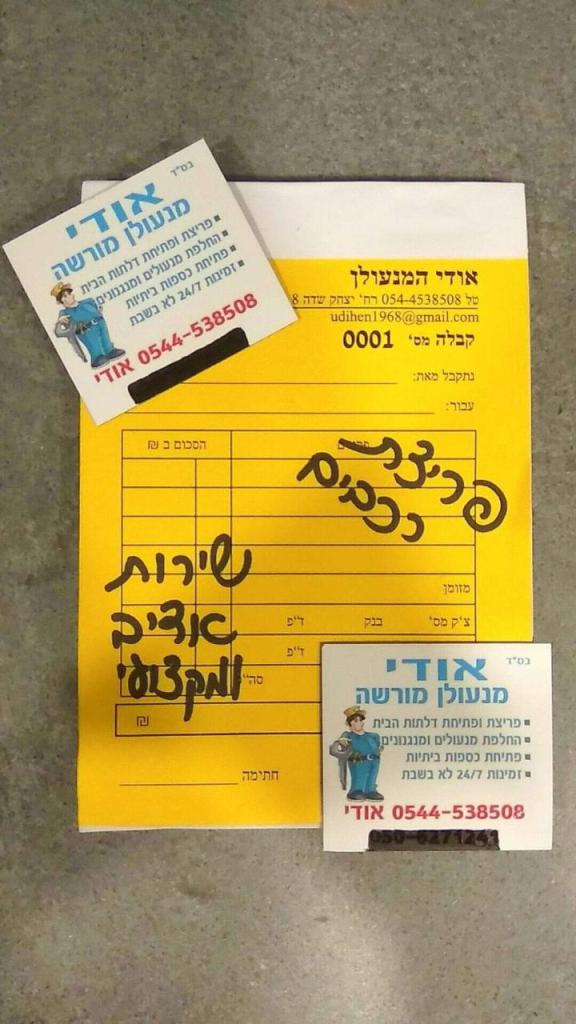 בס"ד
אודי
מנעולן מורשה
▪ פריצת ופתיחת דלתות הבית
▪ החלפת מנעולים ומנגנונים
▪ פתיחת כספות ביתיות
▪ זמינות 24/7 לא בשבת
0544-538508 אודי
אודי המנעולן
טל 054-4538508 רח' יצחק שדה 8
udihen1968@gmail.com
קבלה מס' 0001
נתקבל מאת:
עבור:
הסכום ב ₪
פריצת
רכבים
שירות
אדיב
ומקצועי
מזומן
צ'ק מס' בנק ז"פ
ז"פ
סה"
₪
חתימה
בס"ד
אודי
מנעולן מורשה
▪ פריצת ופתיחת דלתות הבית
▪ החלפת מנעולים ומנגנונים
▪ פתיחת כספות ביתיות
▪ זמינות 24/7 לא בשבת
0544-538508 אודי